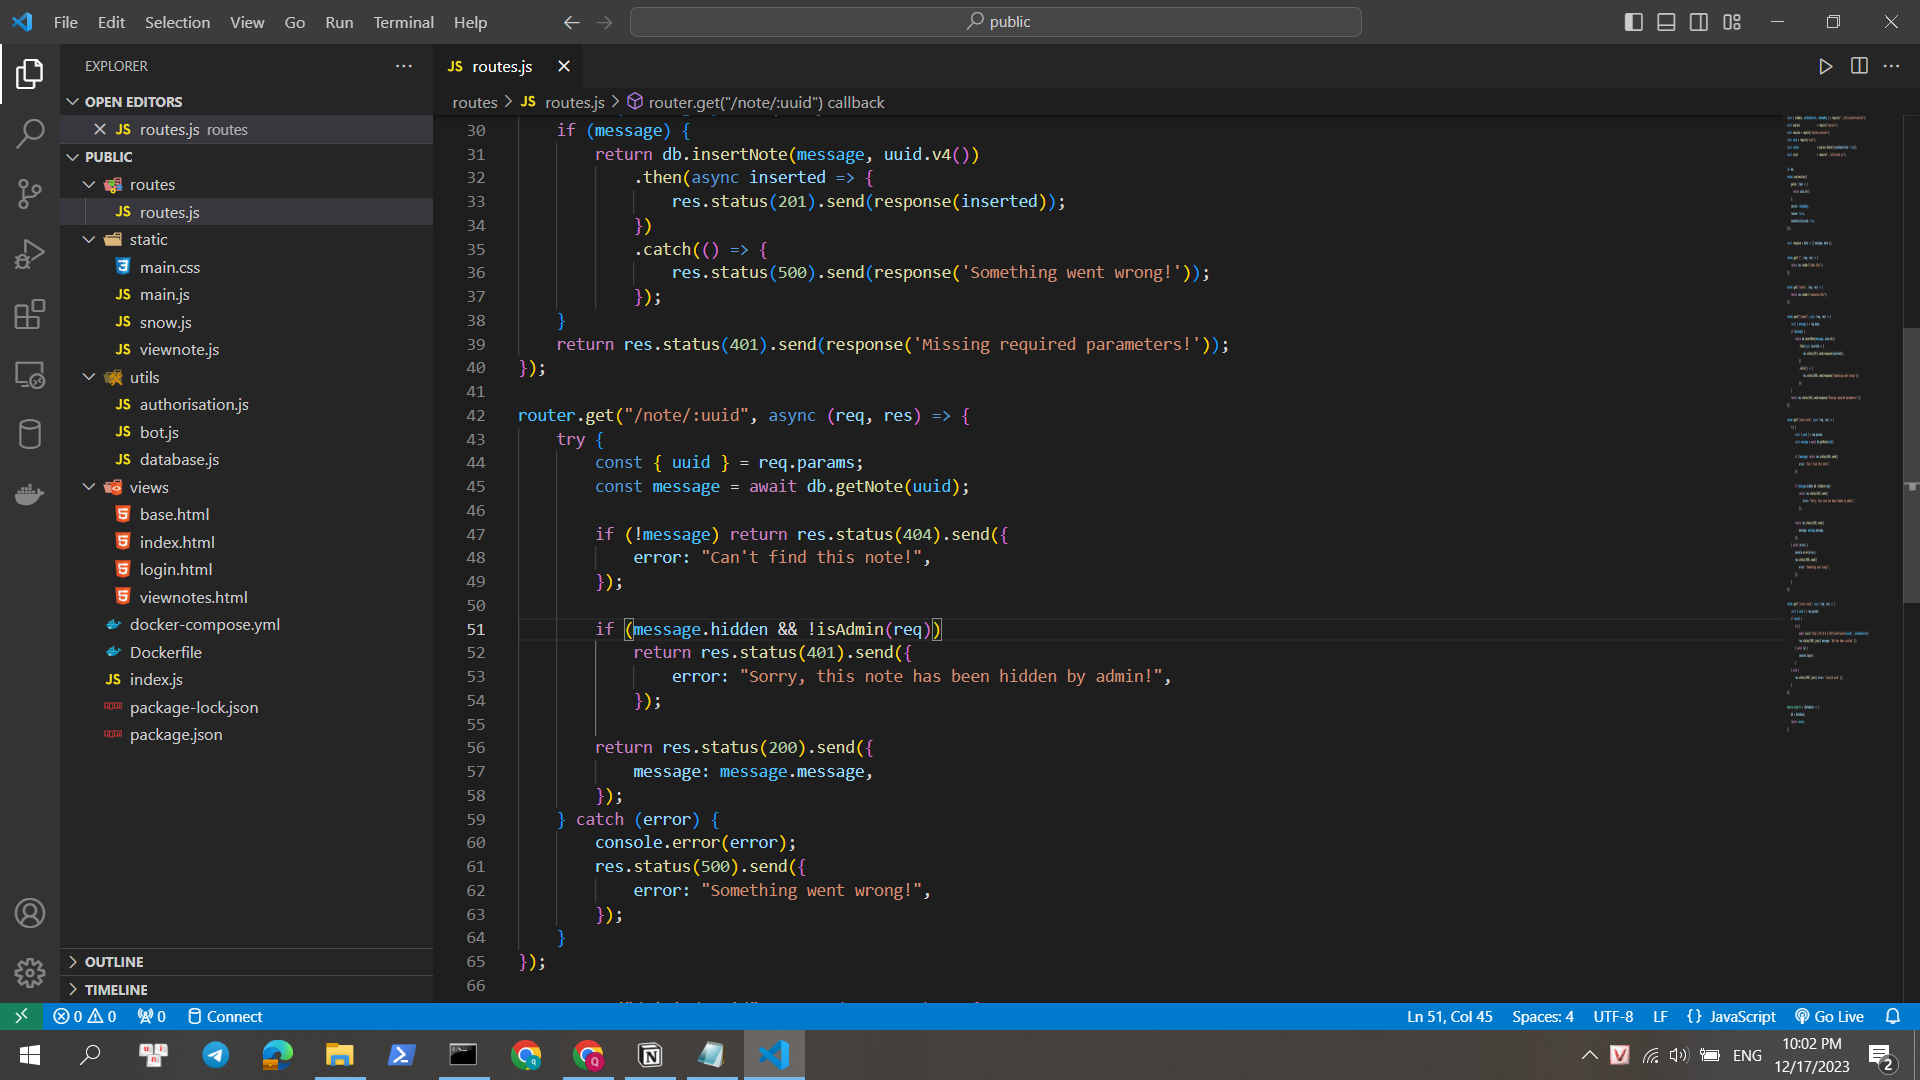 File Edit Selection View Go Run Terminal Help
public
EXPLORER
OPEN EDITORS
JS routes.js routes
PUBLIC
routes
JS routes.js
static
main.css
JS main.js
JS snow.js
JS viewnote.js
utils
JS authorisation.js
JS bot.js
JS database.js
views
base.html
index.html
login.html
viewnotes.html
docker-compose.yml
Dockerfile
JS index.js
package-lock.json
package.json
OUTLINE
TIMELINE
JS routes.js
routes > JS routes.js > router.get("/note/:uuid") callback
30 if (message) {
31 return db.insertNote(message, uuid.v4())
32 .then(async inserted => {
33 res.status(201).send(response(inserted));
34 })
35 .catch(() => {
36 res.status(500).send(response('Something went wrong!'));
37 });
38 }
39 return res.status(401).send(response('Missing required parameters!'));
40 });
41
42 router.get("/note/:uuid", async (req, res) => {
43 try {
44 const { uuid } = req.params;
45 const message = await db.getNote(uuid);
46
47 if (!message) return res.status(404).send({
48 error: "Can't find this note!",
49 });
50
51 if (message.hidden && !isAdmin(req))
52 return res.status(401).send({
53 error: "Sorry, this note has been hidden by admin!",
54 });
55
56 return res.status(200).send({
57 message: message.message,
58 });
59 } catch (error) {
60 console.error(error);
61 res.status(500).send({
62 error: "Something went wrong!",
63 });
64 }
65 });
66
0 0 0 Connect
Ln 51, Col 45 Spaces: 4 UTF-8 LF {} JavaScript Go Live
ENG
10:02 PM
12/17/2023
2